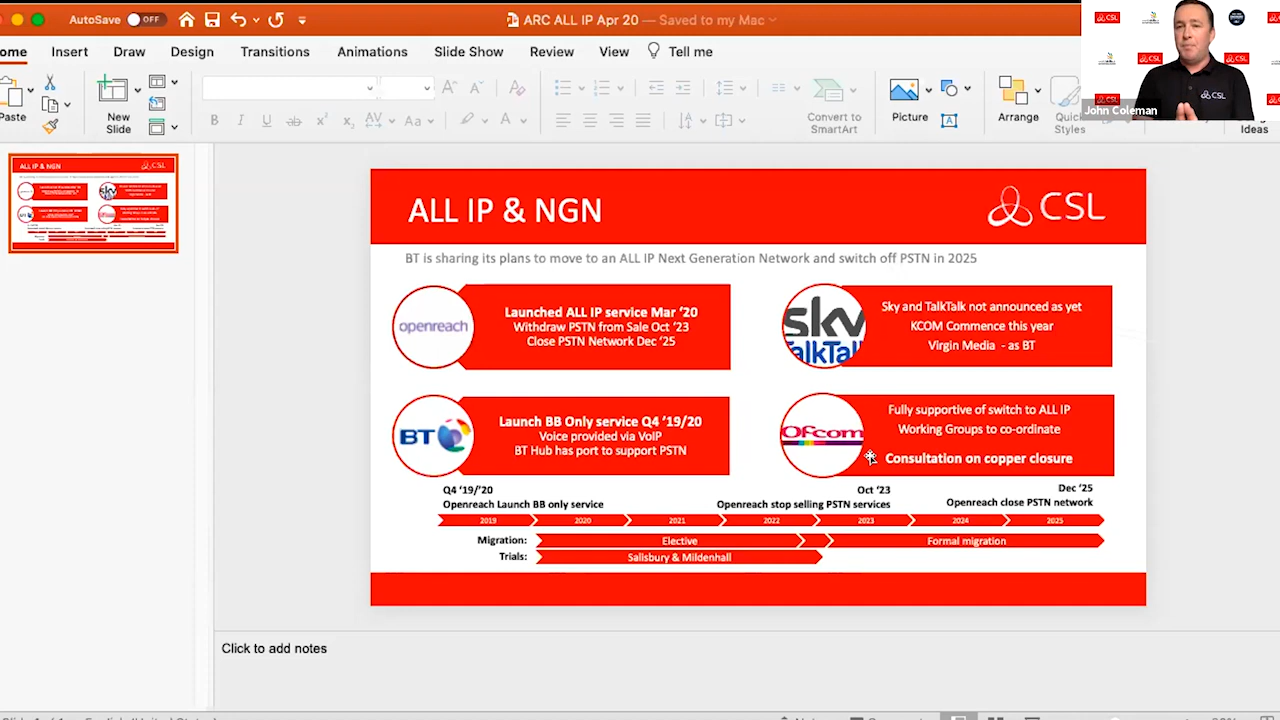 AutoSave OFF
ARC ALL IP Apr 20 — Saved to my Mac
Insert Draw Design Transitions Animations Slide Show Review View Tell me
Paste
New
Slide
Convert to
SmartArt
Picture
Arrange
Quick
Styles
Ideas
CSL
John Coleman
ALL IP & NGN
CSL
BT is sharing its plans to move to an ALL IP Next Generation Network and switch off PSTN in 2025
openreach
Launched ALL IP service Mar '20
Withdraw PSTN from Sale Oct '23
Close PSTN Network Dec '25
sky
TalkTalk
Sky and TalkTalk not announced as yet
KCOM Commence this year
Virgin Media - as BT
BT
Launch BB Only service Q4 '19/20
Voice provided via VoIP
BT Hub has port to support PSTN
Ofcom
Fully supportive of switch to ALL IP
Working Groups to co-ordinate
Consultation on copper closure
Q4 '19/'20
Openreach Launch BB only service
Oct '23
Openreach stop selling PSTN services
Dec '25
Openreach close PSTN network
2019 2020 2021 2022 2023 2024 2025
Migration: Elective Formal migration
Trials: Salisbury & Mildenhall
Click to add notes